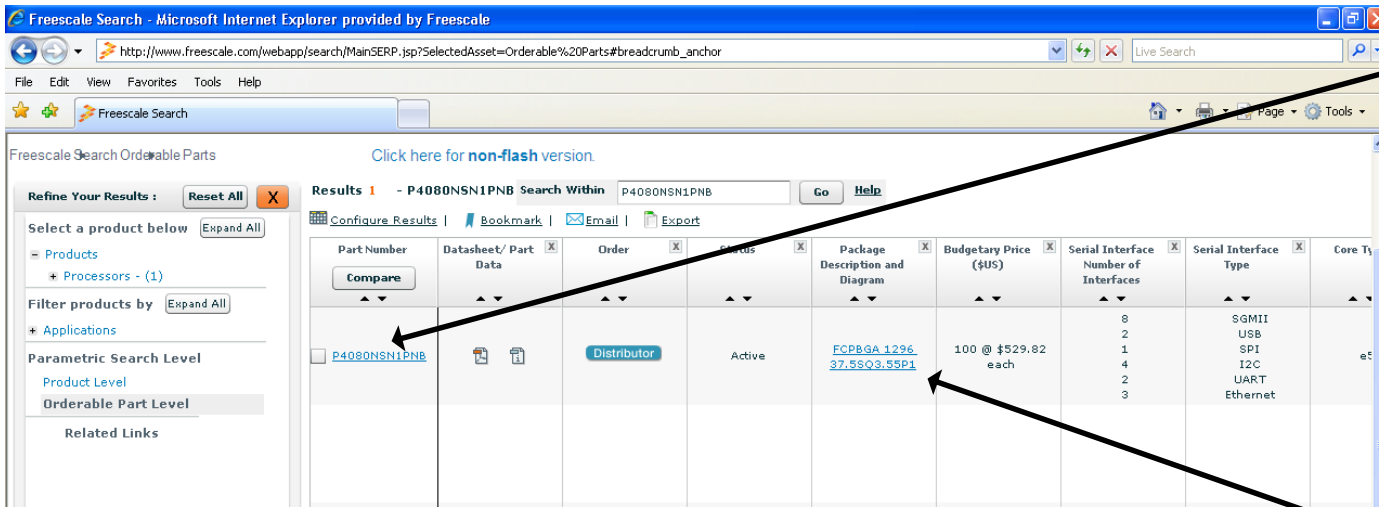 Freescale Search - Microsoft Internet Explorer provided by Freescale
http://www.freescale.com/webapp/search/MainSERP.jsp?SelectedAsset=Orderable%20Parts#breadcrumb_anchor
Live Search
File Edit View Favorites Tools Help
Freescale Search
Page Tools
Freescale Search Orderable Parts
Click here for non-flash version.
Refine Your Results :
Reset All
X
Select a product below
Expand All
Products
Processors - (1)
Filter products by
Expand All
Applications
Parametric Search Level
Product Level
Orderable Part Level
Related Links
Results 1 - P4080NSN1PNB Search Within P4080NSN1PNB Go Help
Configure Results | Bookmark | Email | Export
Part Number
Compare
Datasheet/ Part Data X
Order X
Status X
Package Description and Diagram X
Budgetary Price ($US) X
Serial Interface Number of Interfaces X
Serial Interface Type X
Core Ty
P4080NSN1PNB
Distributor
Active
FCPBGA 1296
37.5SQ3.55P1
100 @ $529.82
each
8 SGMII
2 USB
1 SPI
4 I2C
2 UART
3 Ethernet
e5